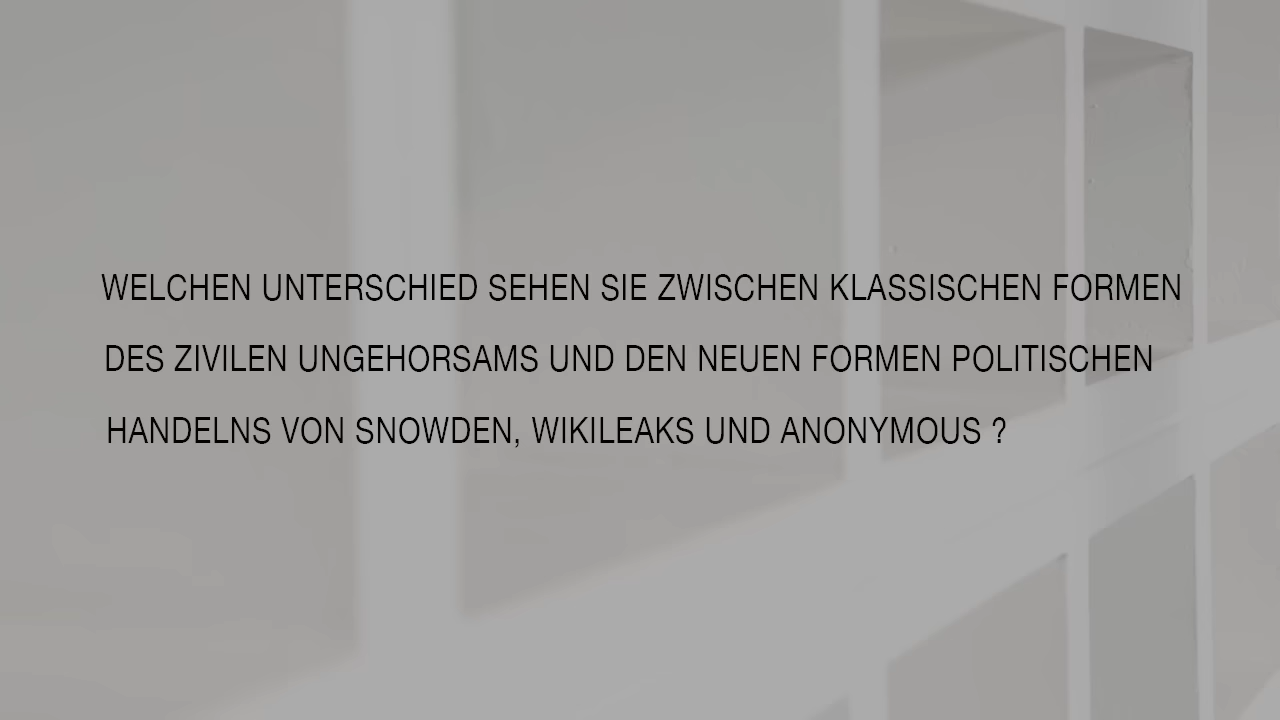 WELCHEN UNTERSCHIED SEHEN SIE ZWISCHEN KLASSISCHEN FORMEN
DES ZIVILEN UNGEHORSAMS UND DEN NEUEN FORMEN POLITISCHEN
HANDELNS VON SNOWDEN, WIKILEAKS UND ANONYMOUS ?